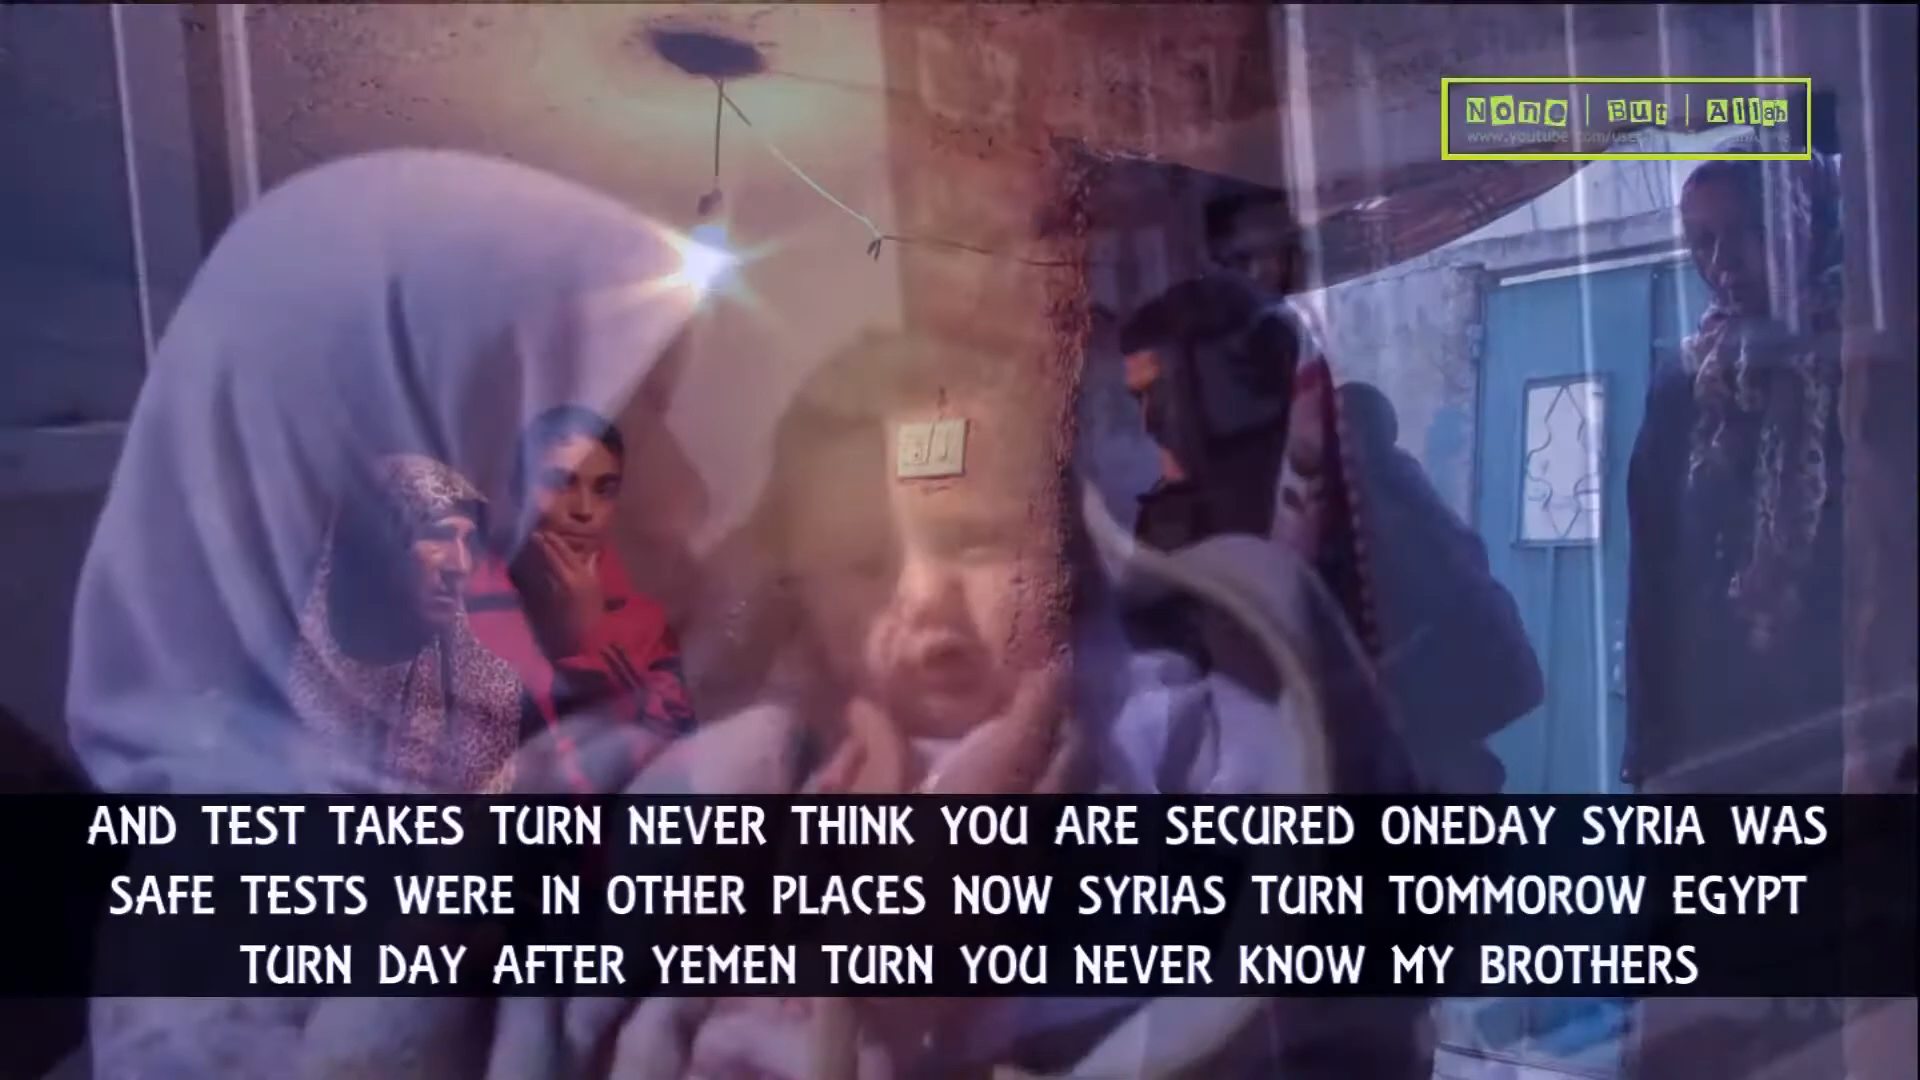 None | But | Allah
AND TEST TAKES TURN NEVER THINK YOU ARE SECURED ONEDAY SYRIA WAS
SAFE TESTS WERE IN OTHER PLACES NOW SYRIAS TURN TOMMOROW EGYPT
TURN DAY AFTER YEMEN TURN YOU NEVER KNOW MY BROTHERS